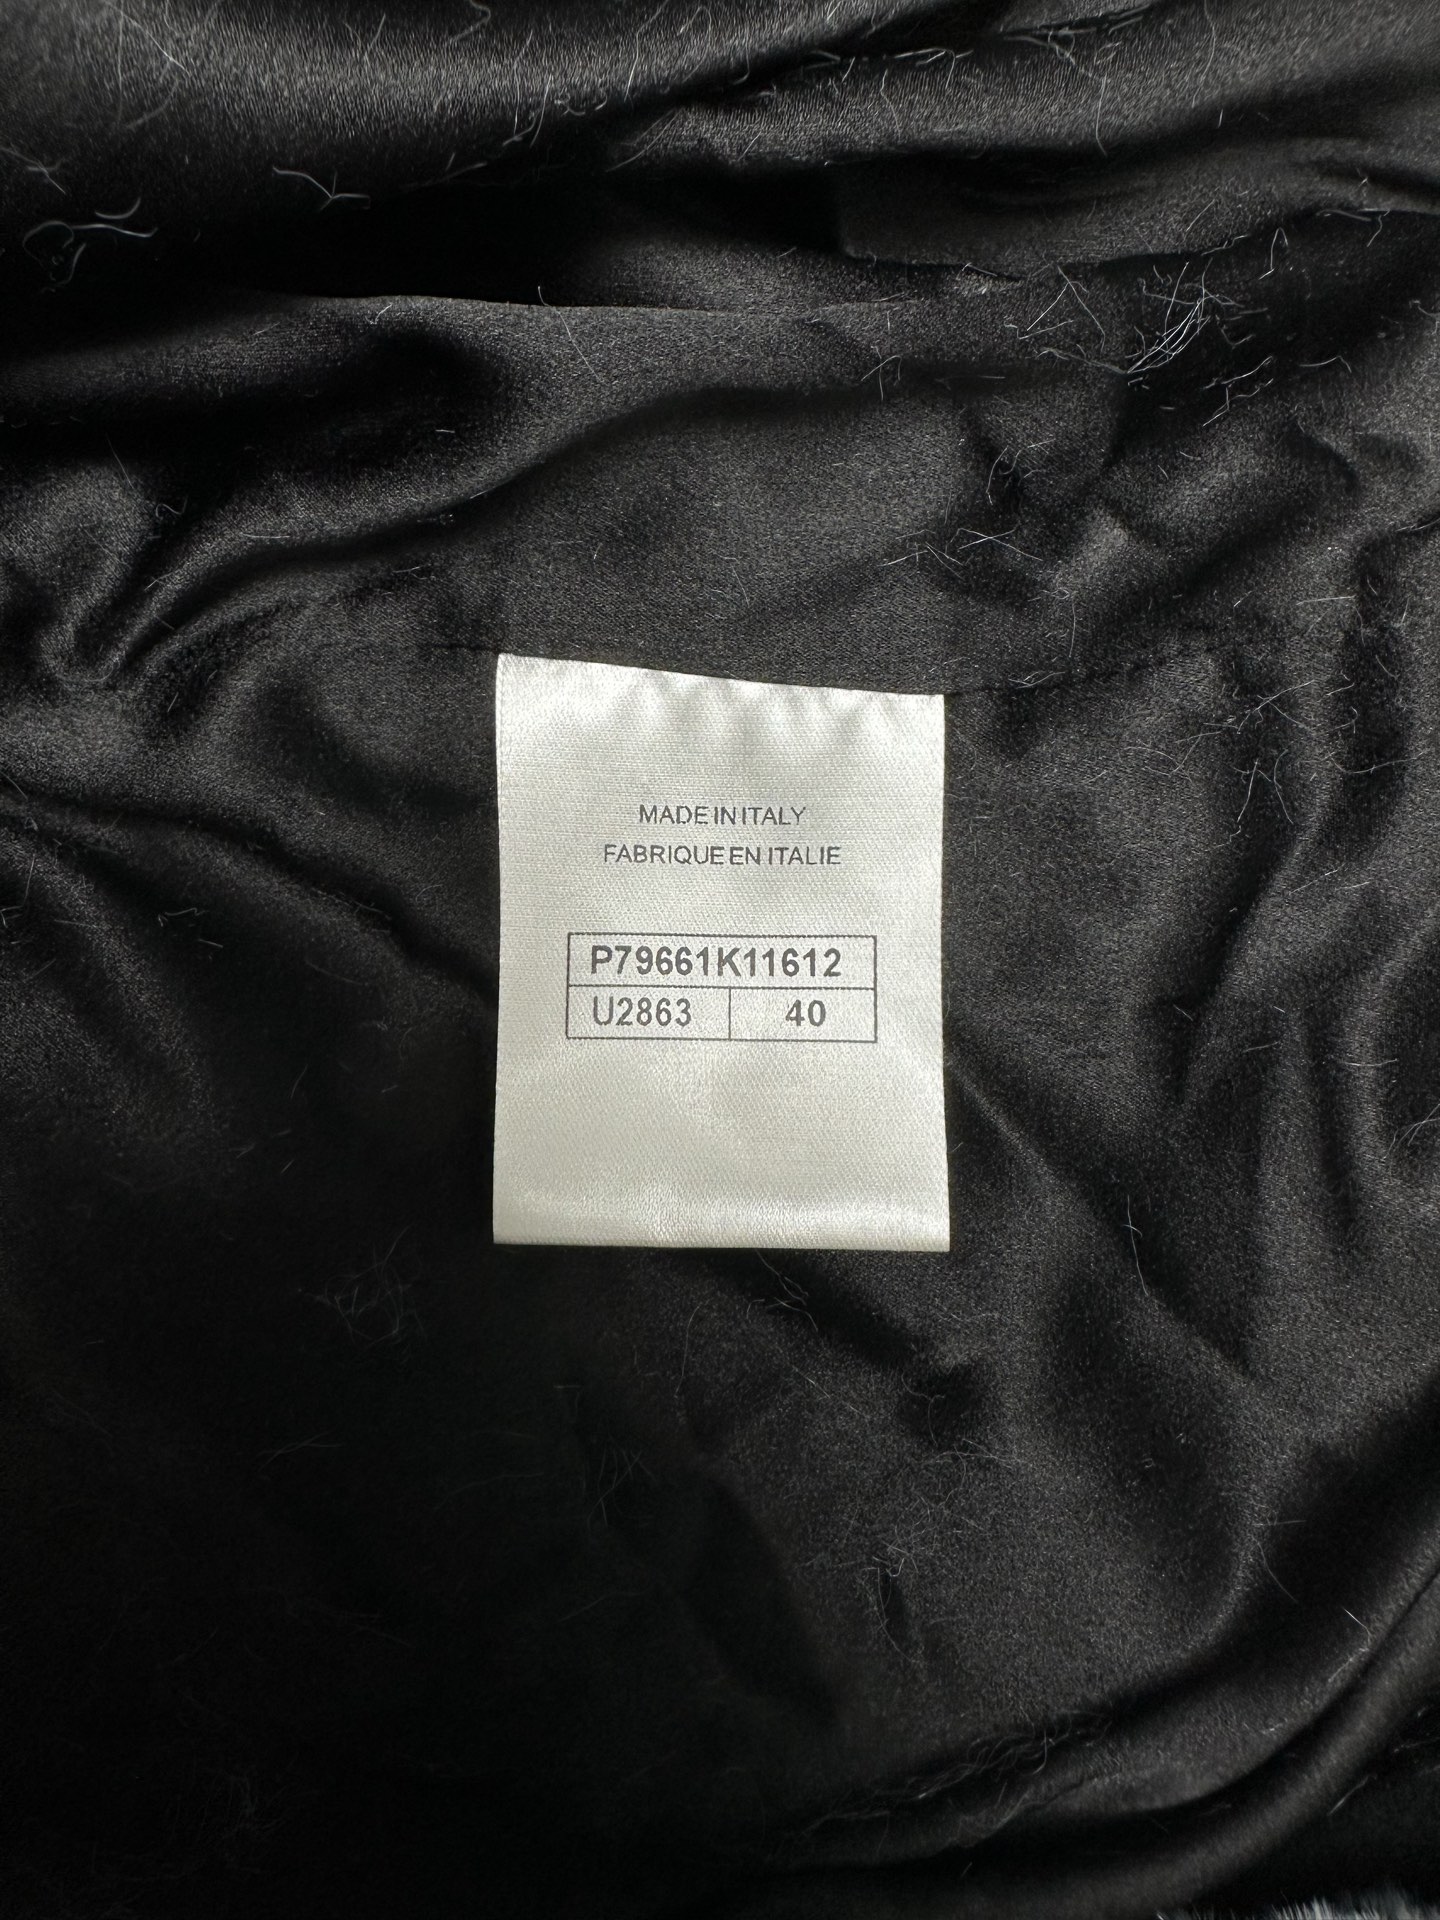 MADE IN ITALY
FABRIQUE EN ITALIE
P79661K11612
U2863 40